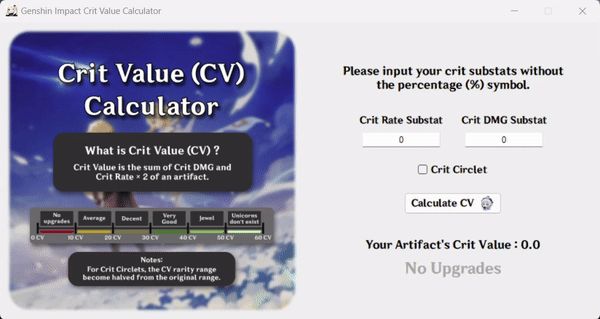 Genshin Impact Crit Value Calculator
Crit Value (CV)
Calculator
What is Crit Value (CV) ?
Crit Value is the sum of Crit DMG and
Crit Rate × 2 of an artifact.
No upgrades
Average
Decent
Very Good
Jewel
Unicorns don't exist
0 CV 10 CV 20 CV 30 CV 40 CV 50 CV 60 CV
Notes:
For Crit Circlets, the CV rarity range
become halved from the original range.
Please input your crit substats without
the percentage (%) symbol.
Crit Rate Substat Crit DMG Substat
0 0
Crit Circlet
Calculate CV
Your Artifact's Crit Value : 0.0
No Upgrades